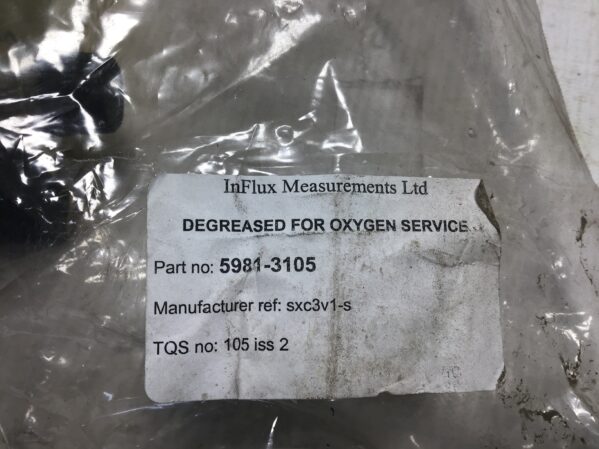 InFlux Measurements Ltd
DEGREASED FOR OXYGEN SERVICE
Part no: 5981-3105
Manufacturer ref: sxc3v1-s
TQS no: 105 iss 2